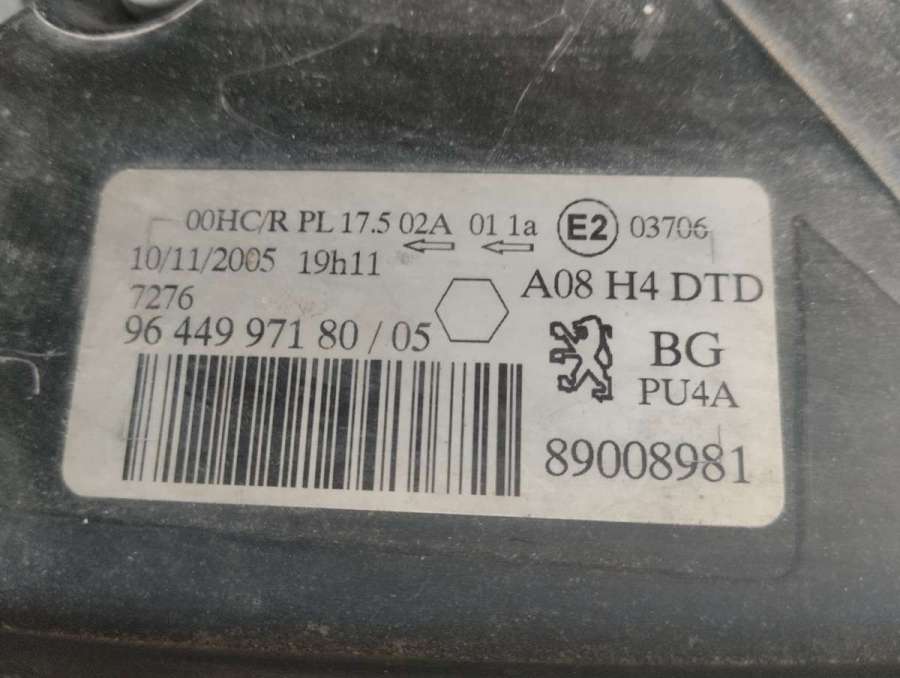 00HC/R PL 17.5 02A 01 1a E2 03706
10/11/2005 19h11
7276
A08 H4 DTD
96 449 971 80 / 05
BG
PU4A
89008981